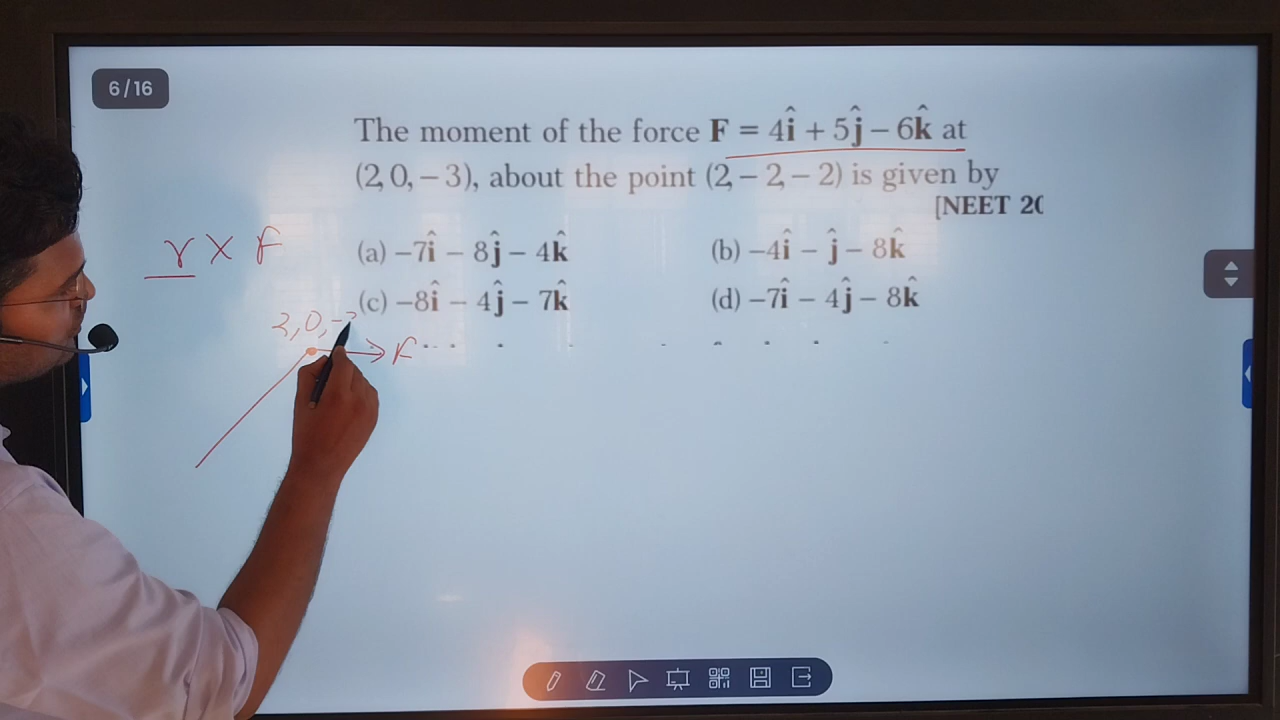 6/16
The moment of the force F = 4î + 5ĵ – 6k̂ at
(2, 0, – 3), about the point (2, – 2, – 2) is given by
[NEET 20
(a) –7î – 8ĵ – 4k̂
(b) –4î – ĵ – 8k̂
(c) –8î – 4ĵ – 7k̂
(d) –7î – 4ĵ – 8k̂
r × F
2, 0, –
F